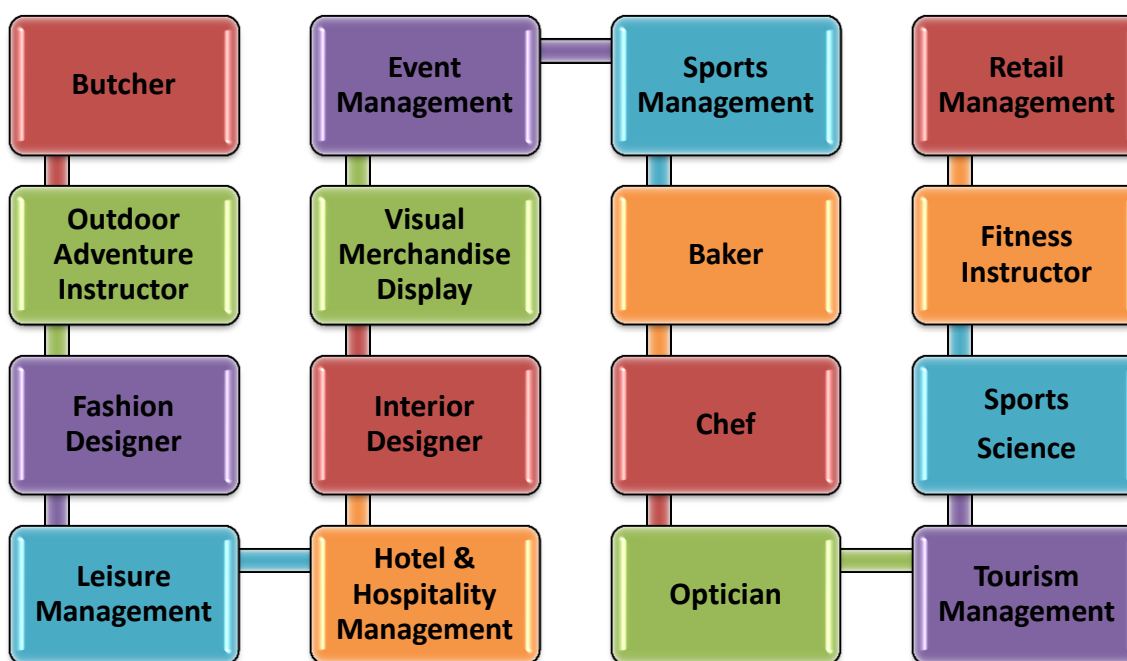 Butcher
Outdoor
Adventure
Instructor
Fashion
Designer
Leisure
Management
Hotel &
Hospitality
Management
Interior
Designer
Visual
Merchandise
Display
Event
Management
Sports
Management
Baker
Chef
Optician
Tourism
Management
Sports
Science
Fitness
Instructor
Retail
Management